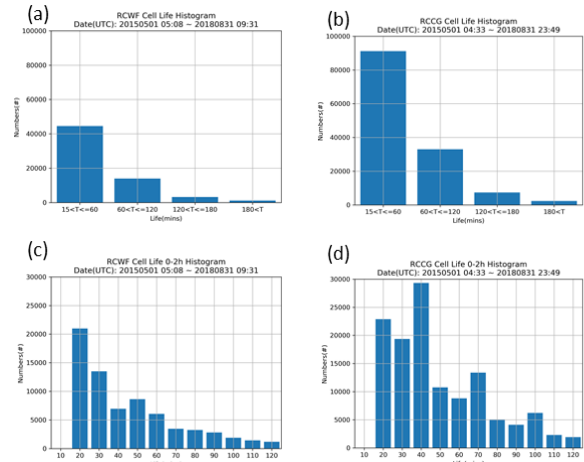 (a)
RCWF Cell Life Histogram
Date(UTC): 20150501 05:08 ~ 20180831 09:31
100000
80000
60000
40000
20000
0
Numbers(#)
15<T<=60 60<T<=120 120<T<=180 180<T
Life(mins)
(b)
RCCG Cell Life Histogram
Date(UTC): 20150501 04:33 ~ 20180831 23:49
100000
80000
60000
40000
20000
0
Numbers(#)
15<T<=60 60<T<=120 120<T<=180 180<T
Life(mins)
(c)
RCWF Cell Life 0-2h Histogram
Date(UTC): 20150501 05:08 ~ 20180831 09:31
30000
25000
20000
15000
10000
5000
0
Numbers(#)
10 20 30 40 50 60 70 80 90 100 110 120
(d)
RCCG Cell Life 0-2h Histogram
Date(UTC): 20150501 04:33 ~ 20180831 23:49
30000
25000
20000
15000
10000
5000
0
Numbers(#)
10 20 30 40 50 60 70 80 90 100 110 120